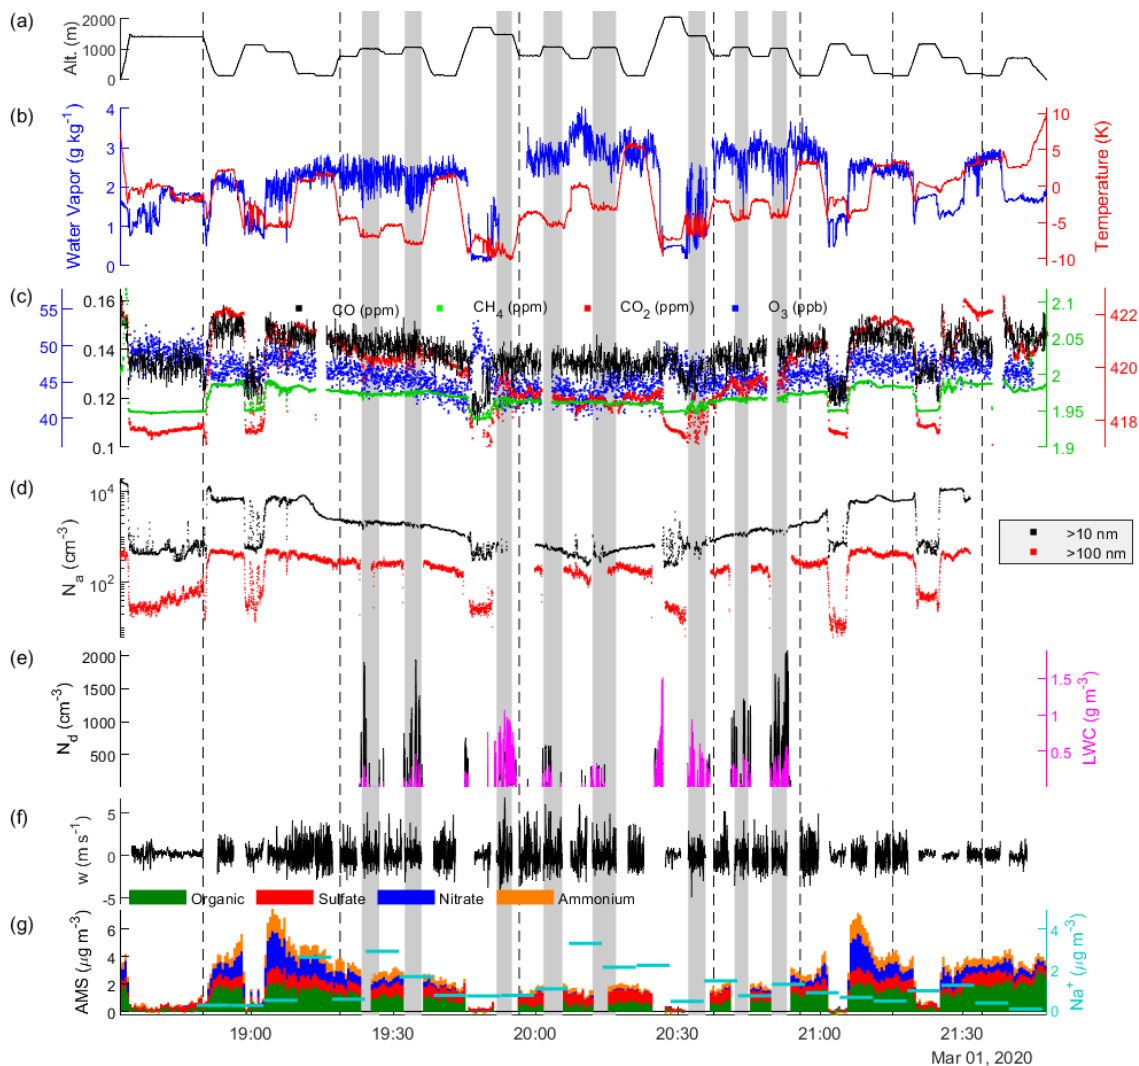 (a)
2000
1000
0
Alt. (m)
(b)
4
3
2
1
0
Water Vapor (g kg⁻¹)
10
5
0
-5
-10
Temperature (K)
(c)
55
50
45
40
0.16
0.14
0.12
0.1
CO (ppm)
CH₄ (ppm)
CO₂ (ppm)
O₃ (ppb)
2.1
2.05
2
1.95
1.9
422
420
418
(d)
10⁴
10²
Nₐ (cm⁻³)
>10 nm
>100 nm
(e)
2000
1500
1000
500
N_d (cm⁻³)
1.5
1
0.5
LWC (g m⁻³)
(f)
5
0
-5
w (m s⁻¹)
Organic
Sulfate
Nitrate
Ammonium
(g)
6
4
2
0
AMS (μg m⁻³)
4
2
0
Na⁺ (μg m⁻³)
19:00
19:30
20:00
20:30
21:00
21:30
Mar 01, 2020